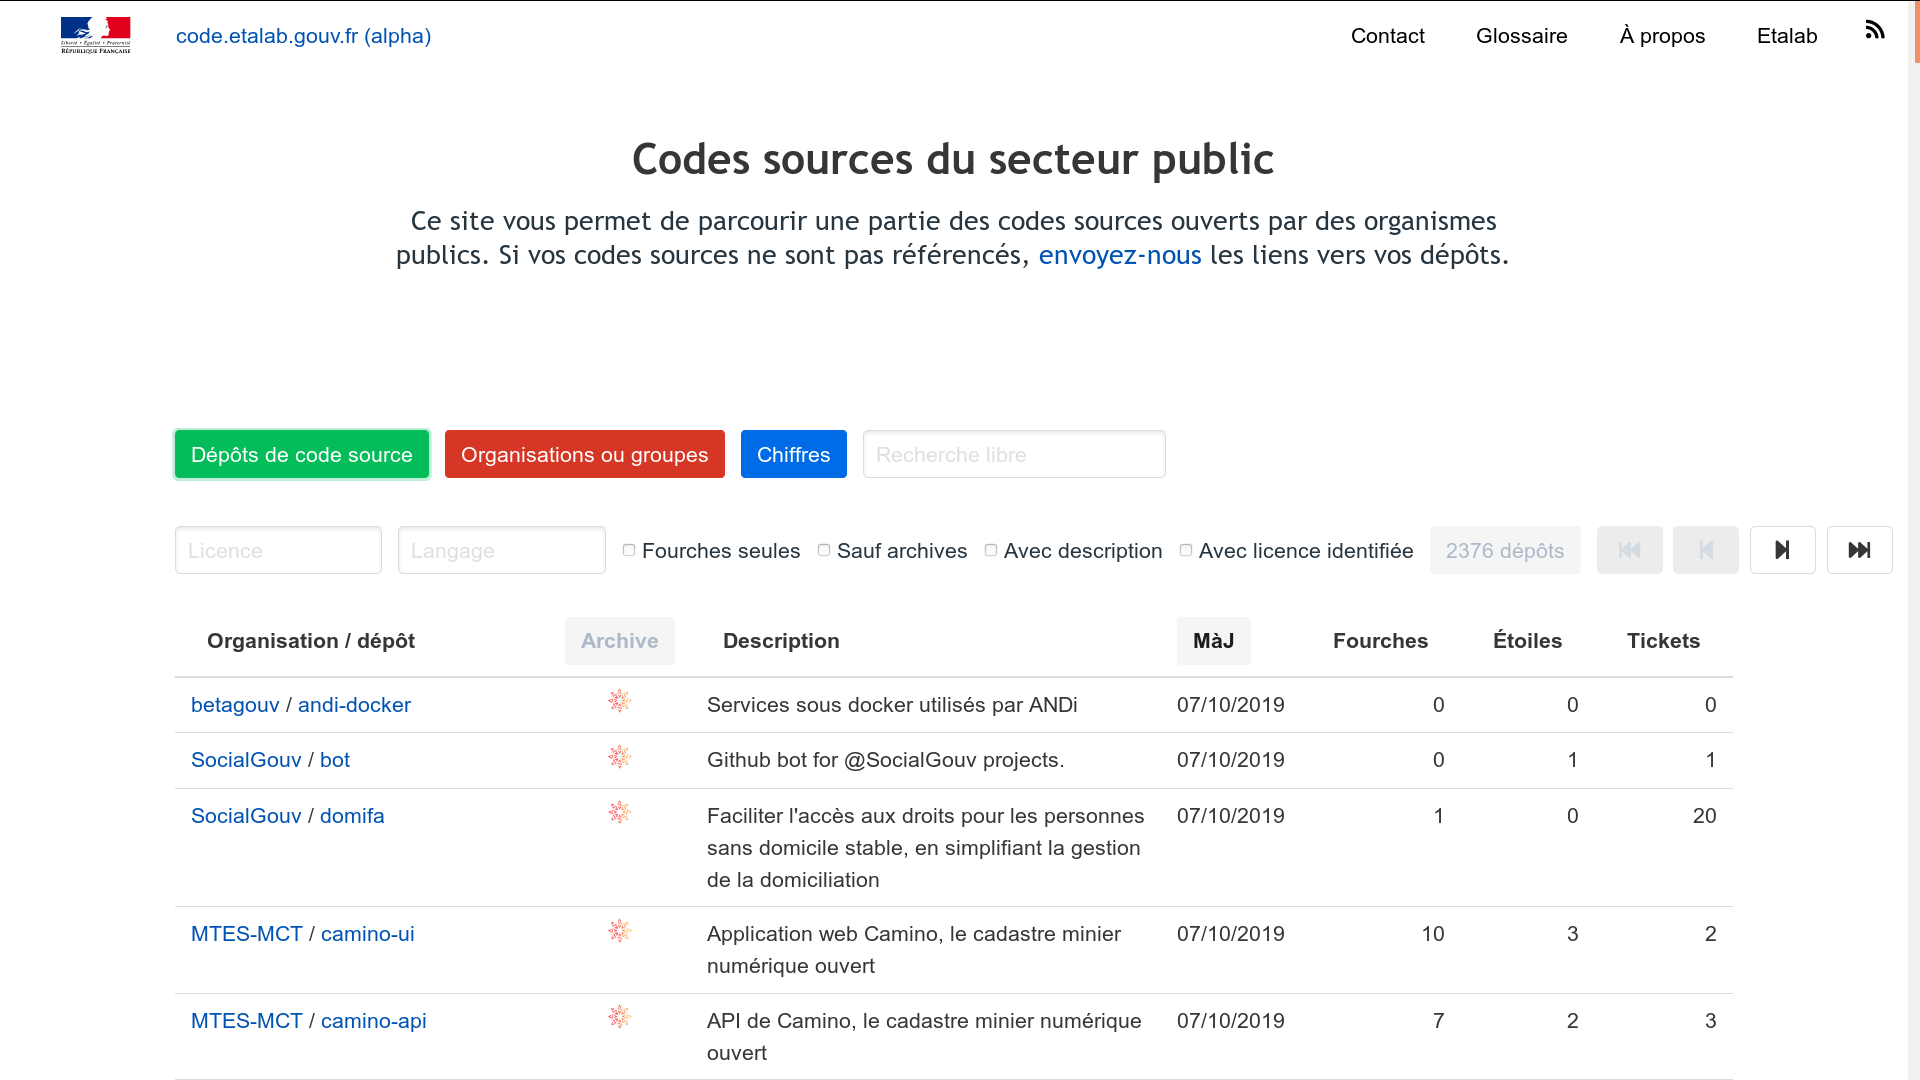 Liberté • Égalité • Fraternité
RÉPUBLIQUE FRANÇAISE
code.etalab.gouv.fr (alpha)
Contact
Glossaire
À propos
Etalab
Codes sources du secteur public
Ce site vous permet de parcourir une partie des codes sources ouverts par des organismes
publics. Si vos codes sources ne sont pas référencés, envoyez-nous les liens vers vos dépôts.
Dépôts de code source
Organisations ou groupes
Chiffres
Recherche libre
Licence
Langage
Fourches seules
Sauf archives
Avec description
Avec licence identifiée
2376 dépôts
Organisation / dépôt Archive Description MàJ Fourches Étoiles Tickets
betagouv / andi-docker Services sous docker utilisés par ANDi 07/10/2019 0 0 0
SocialGouv / bot Github bot for @SocialGouv projects. 07/10/2019 0 1 1
SocialGouv / domifa Faciliter l'accès aux droits pour les personnes 07/10/2019 1 0 20
sans domicile stable, en simplifiant la gestion
de la domiciliation
MTES-MCT / camino-ui Application web Camino, le cadastre minier 07/10/2019 10 3 2
numérique ouvert
MTES-MCT / camino-api API de Camino, le cadastre minier numérique 07/10/2019 7 2 3
ouvert